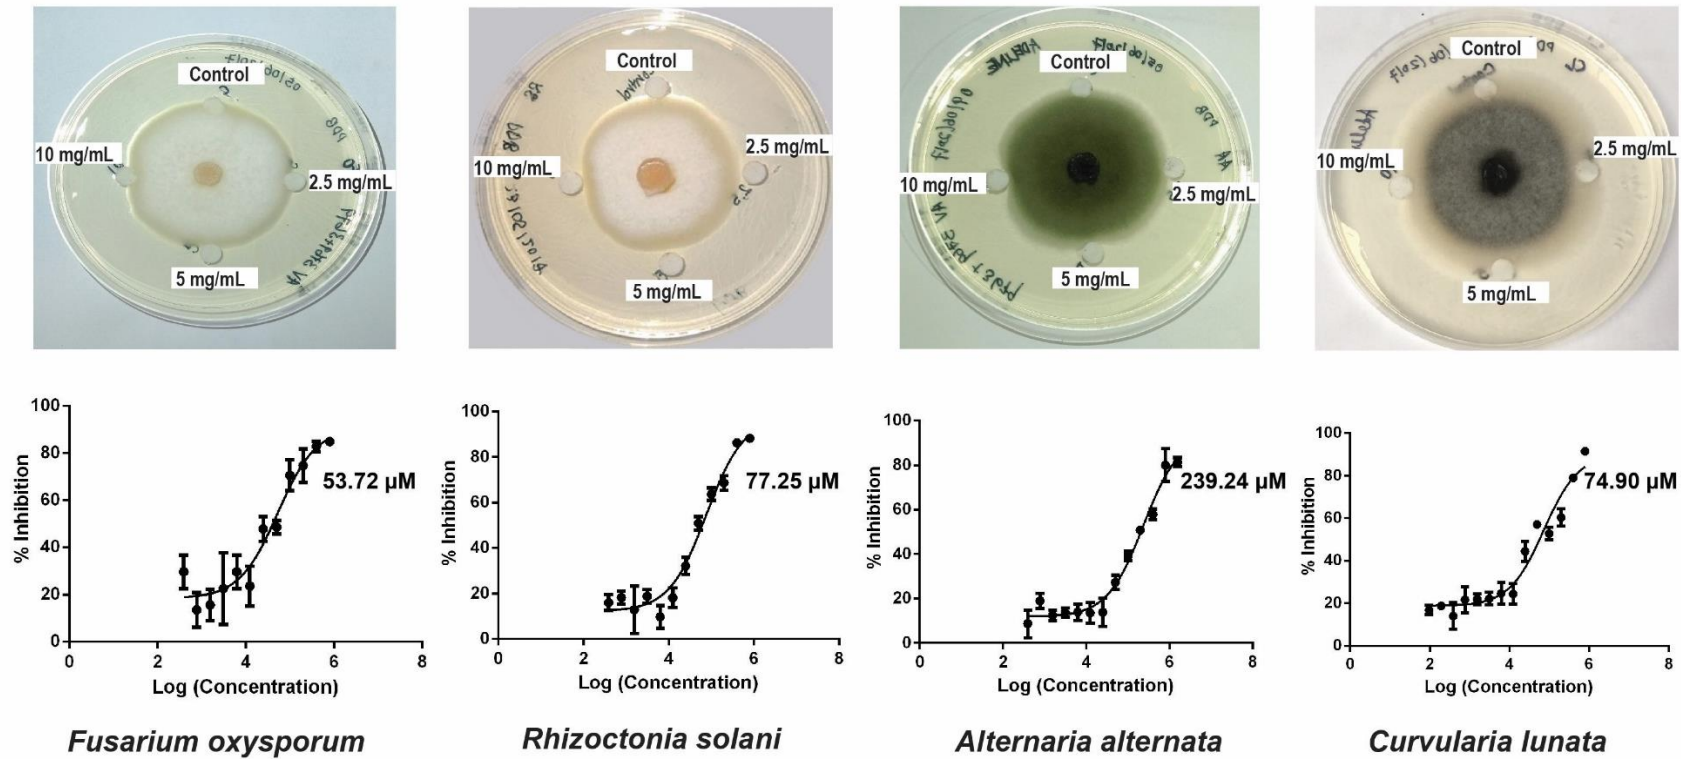 Control
10 mg/mL
2.5 mg/mL
5 mg/mL
Control
10 mg/mL
2.5 mg/mL
5 mg/mL
Control
10 mg/mL
2.5 mg/mL
5 mg/mL
Control
10 mg/mL
2.5 mg/mL
5 mg/mL
% Inhibition
100
80
60
40
20
0
53.72 µM
0 2 4 6 8
Log (Concentration)
% Inhibition
100
80
60
40
20
0
77.25 µM
0 2 4 6 8
Log (Concentration)
% Inhibition
100
80
60
40
20
0
239.24 µM
0 2 4 6 8
Log (Concentration)
% Inhibition
100
80
60
40
20
0
74.90 µM
0 2 4 6 8
Log (Concentration)
Fusarium oxysporum
Rhizoctonia solani
Alternaria alternata
Curvularia lunata